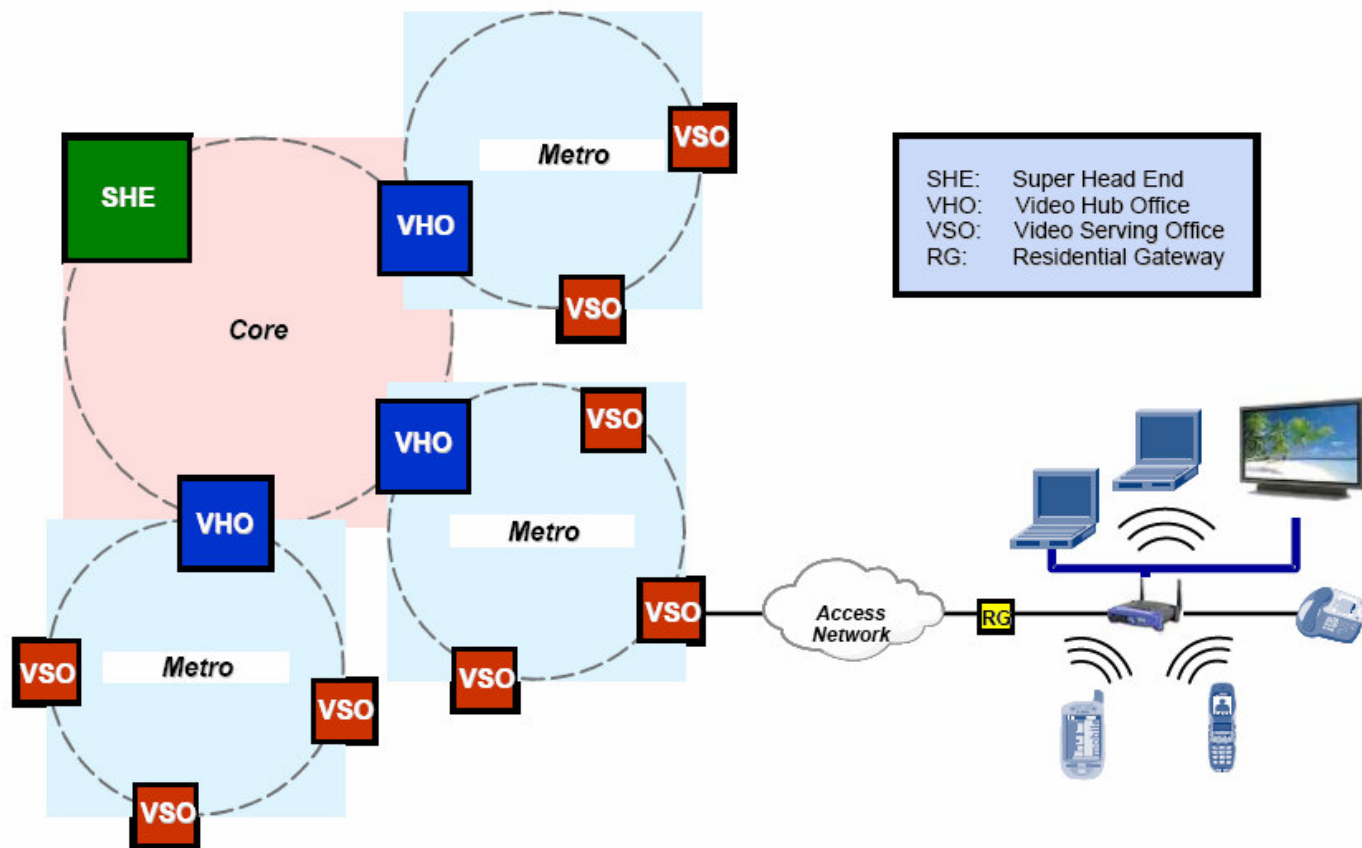 Metro
VSO
SHE
VHO
VSO
Core
SHE: Super Head End
VHO: Video Hub Office
VSO: Video Serving Office
RG: Residential Gateway
VHO
VSO
Metro
VSO
VSO
VHO
Metro
VSO
VSO
VSO
Access
Network
RG